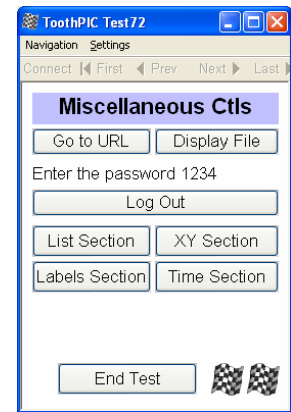 ToothPIC Test72
Navigation Settings
Connect First Prev Next Last
Miscellaneous Ctls
Go to URL Display File
Enter the password 1234
Log Out
List Section XY Section
Labels Section Time Section
End Test